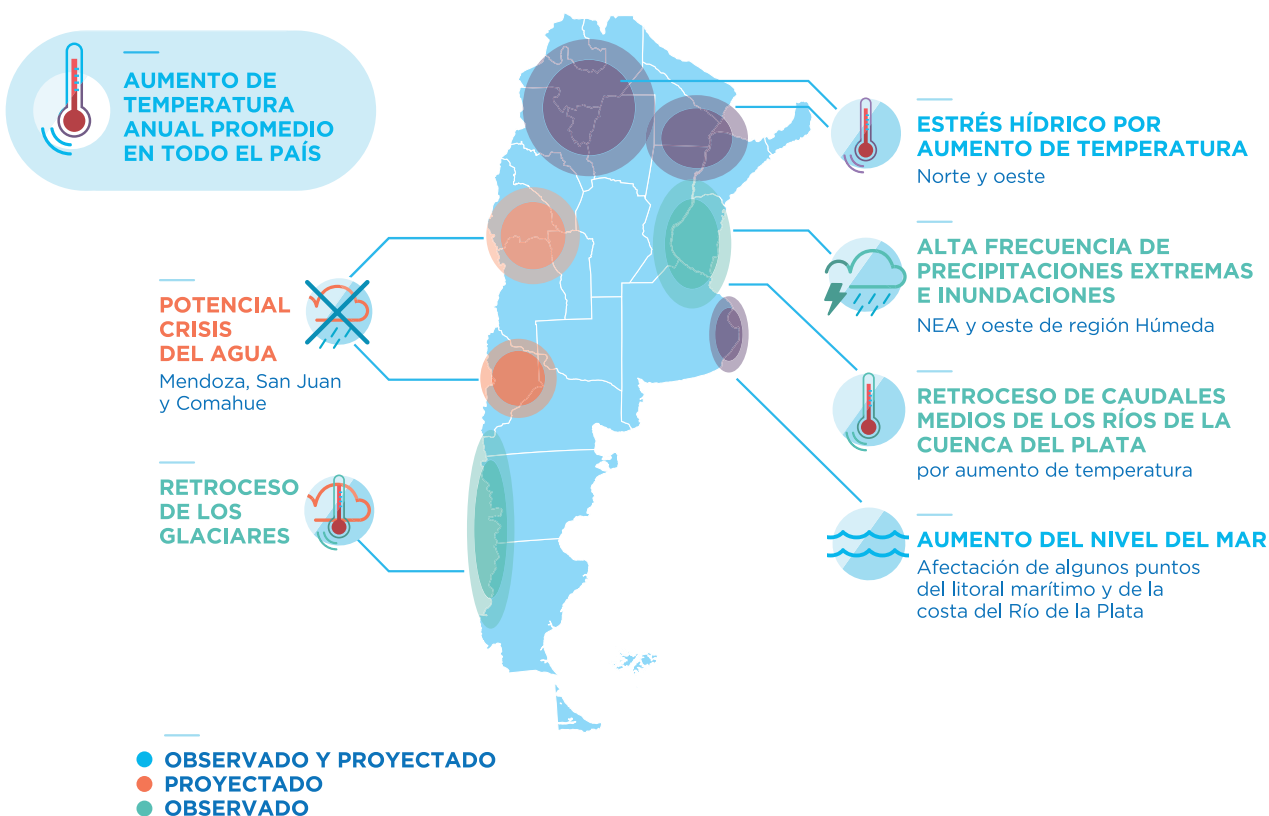 AUMENTO DE
TEMPERATURA
ANUAL PROMEDIO
EN TODO EL PAÍS
POTENCIAL
CRISIS
DEL AGUA
Mendoza, San Juan
y Comahue
RETROCESO
DE LOS
GLACIARES
ESTRÉS HÍDRICO POR
AUMENTO DE TEMPERATURA
Norte y oeste
ALTA FRECUENCIA DE
PRECIPITACIONES EXTREMAS
E INUNDACIONES
NEA y oeste de región Húmeda
RETROCESO DE CAUDALES
MEDIOS DE LOS RÍOS DE LA
CUENCA DEL PLATA
por aumento de temperatura
AUMENTO DEL NIVEL DEL MAR
Afectación de algunos puntos
del litoral marítimo y de la
costa del Río de la Plata
OBSERVADO Y PROYECTADO
PROYECTADO
OBSERVADO